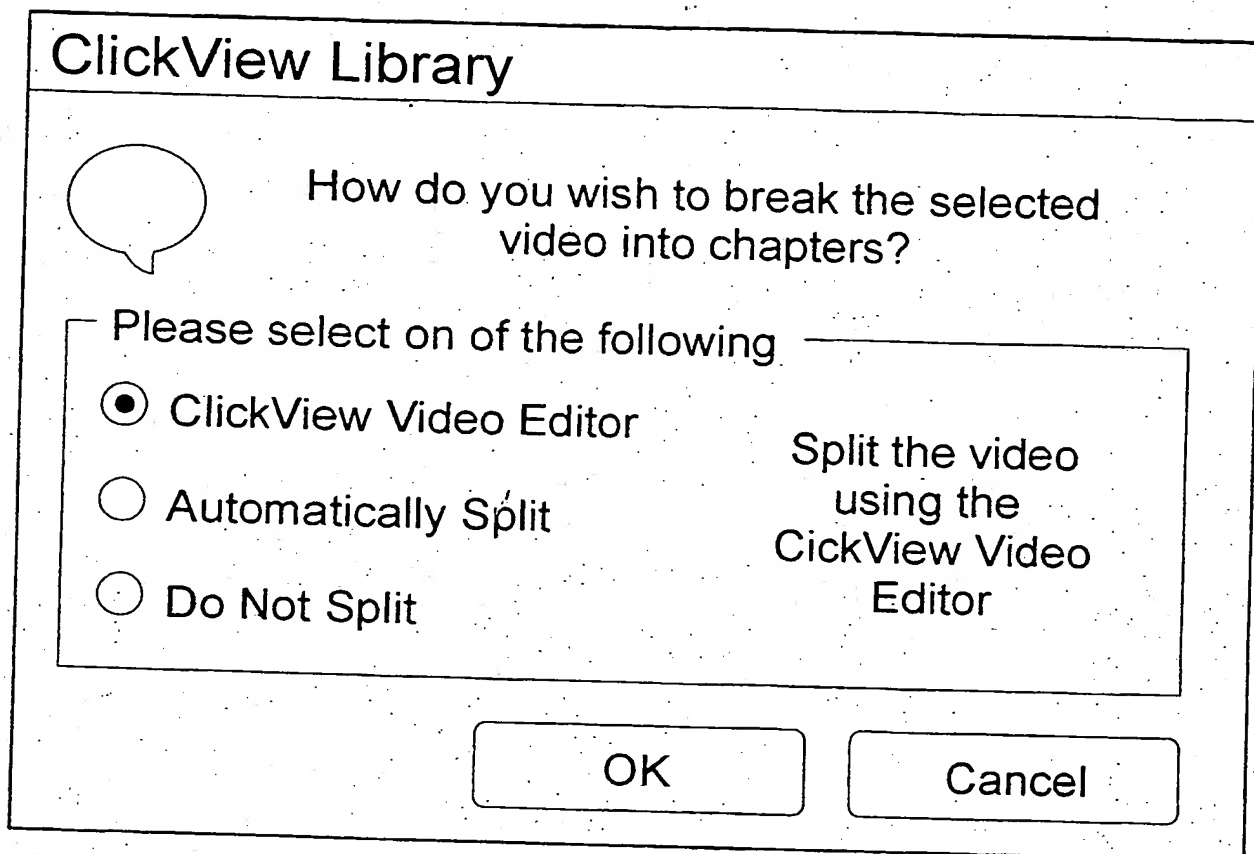 ClickView Library
How do you wish to break the selected
video into chapters?
Please select on of the following
ClickView Video Editor
Automatically Split
Do Not Split
Split the video
using the
CickView Video
Editor
OK
Cancel